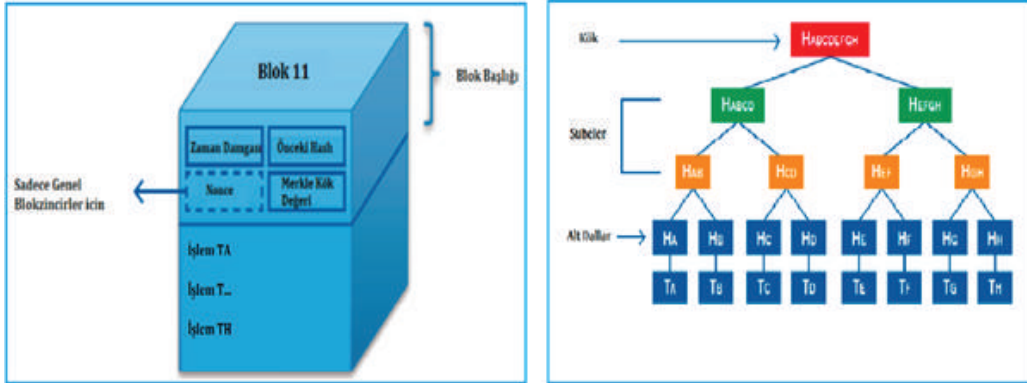 Blok 11
Blok Başlığı
Zaman Damgası
Önceki Hash
Sadece Genel
Blokzincirler için
Nonce
Merkle Kök
Değeri
İşlem TA
İşlem T...
İşlem TH
Kök
HABCDEFGH
HABCD
HEFGH
Şubeler
HAB
HCD
HEF
HGH
Alt Dallar
HA
HB
HC
HD
HE
HF
HG
HH
TA
TB
TC
TD
TE
TF
TG
TH